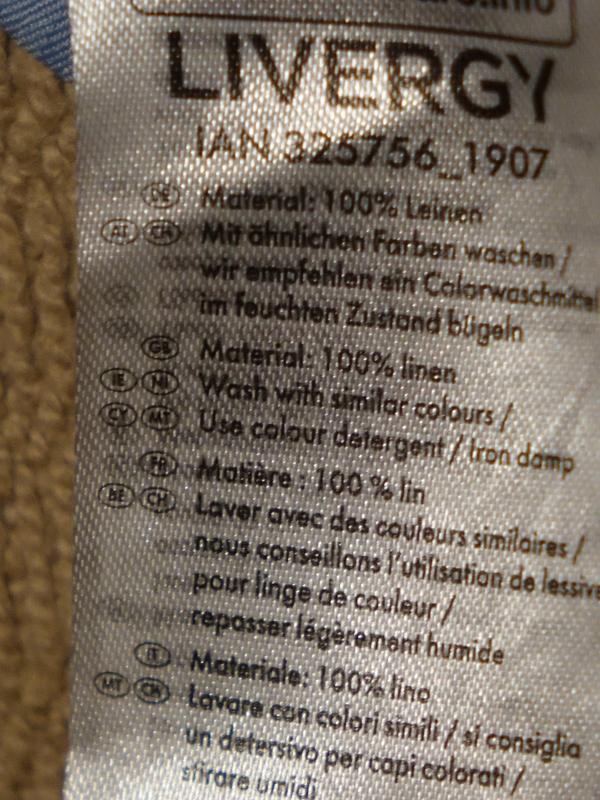 LIVERGY
IAN 325756_1907
DE Material: 100% Leinen
AT CH Mit ähnlichen Farben waschen /
wir empfehlen ein Colorwaschmittel
im feuchten Zustand bügeln
GB Material: 100% linen
IE NI Wash with similar colours /
CY MT Use colour detergent / Iron damp
FR Matière : 100 % lin
BE CH Laver avec des couleurs similaires /
nous conseillons l'utilisation de lessive
pour linge de couleur /
repasser légèrement humide
IT Materiale: 100% lino
MT CH Lavare con colori simili / si consiglia
un detersivo per capi colorati /
stirare umidi